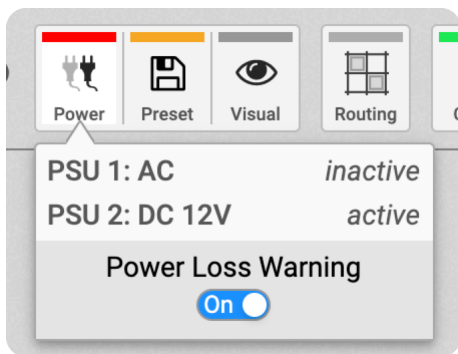 Power Preset Visual Routing
PSU 1: AC inactive
PSU 2: DC 12V active
Power Loss Warning
On